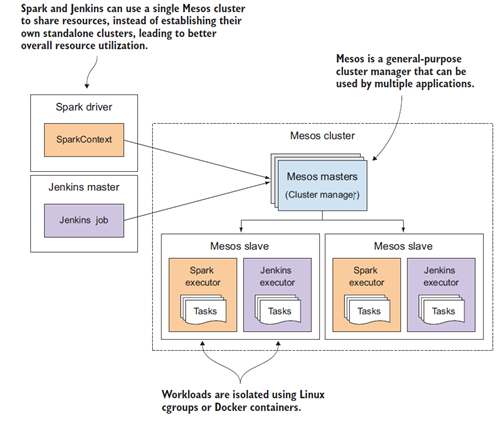 Spark and Jenkins can use a single Mesos cluster
to share resources, instead of establishing their
own standalone clusters, leading to better
overall resource utilization.
Mesos is a general-purpose
cluster manager that can be
used by multiple applications.
Spark driver
SparkContext
Jenkins master
Jenkins job
Mesos cluster
Mesos masters
(Cluster manager)
Mesos slave
Spark
executor
Tasks
Jenkins
executor
Tasks
Mesos slave
Spark
executor
Tasks
Jenkins
executor
Tasks
Workloads are isolated using Linux
cgroups or Docker containers.